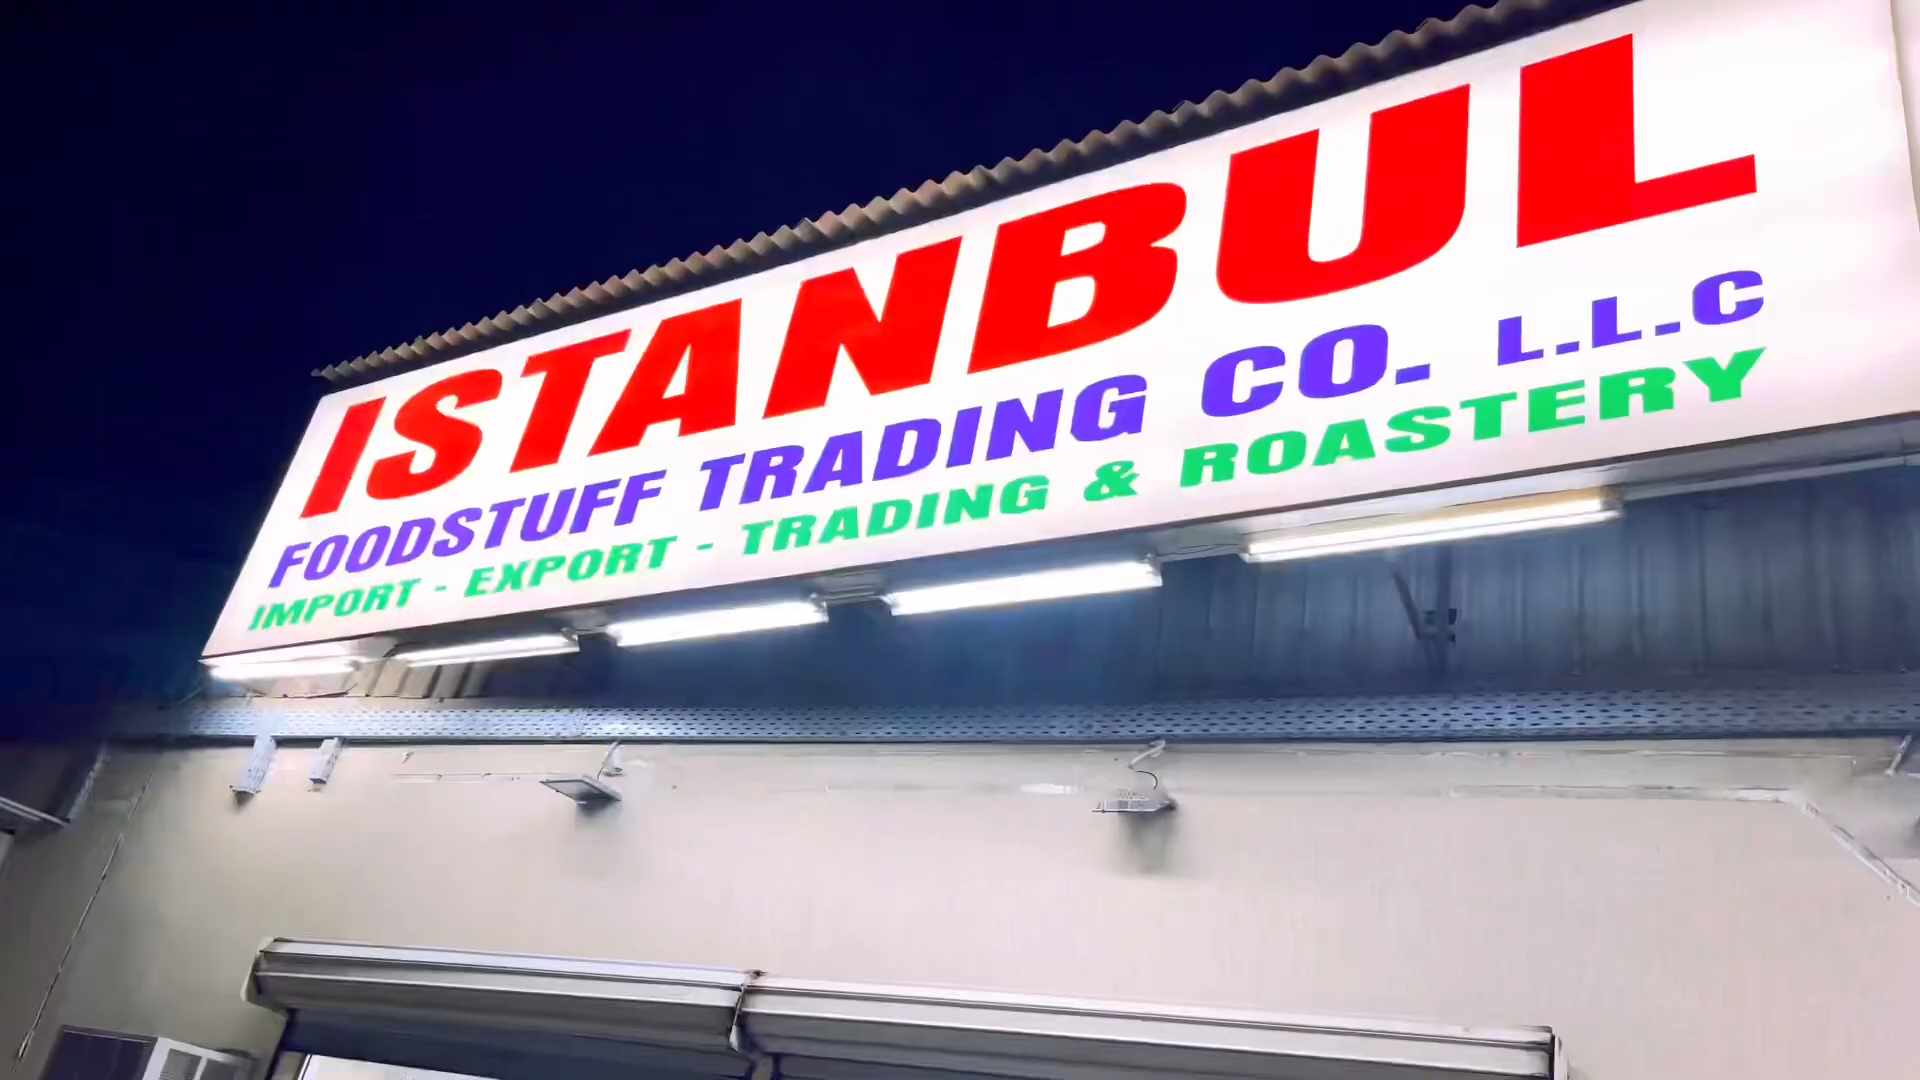 ISTANBUL
FOODSTUFF TRADING CO. L.L.C
IMPORT - EXPORT - TRADING & ROASTERY